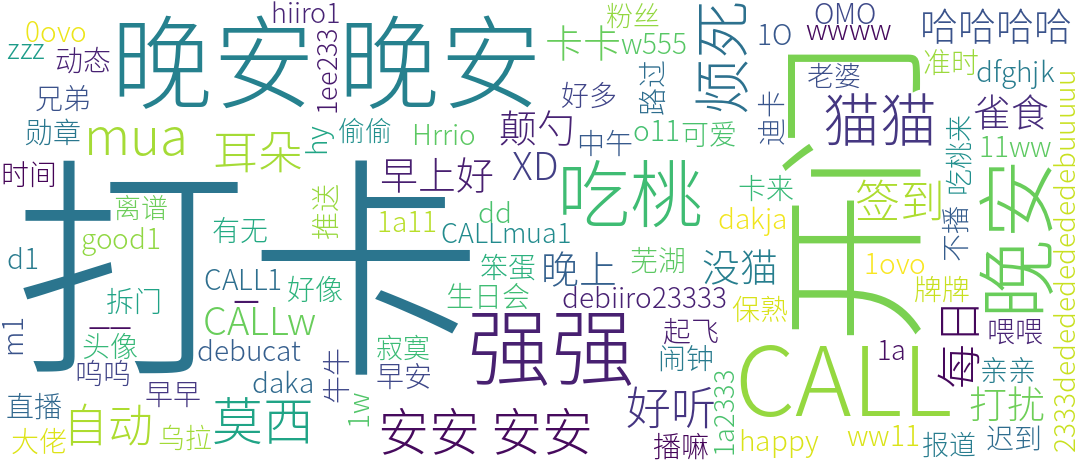 0ovo
hiiro1
粉丝
OMO
zzz
动态
晚安
1ee233
晚安
卡卡
w555
烦死
1O
wwww
哈哈哈哈
兄弟
好多
路过
老婆
准时
dfghjk
勋章
mua
耳朵
hy
偷偷
Hrrio
颠勺
中午
o11
可爱
迪卡
猫猫
雀食
11ww
时间
离谱
早上好
XD
吃桃
卡来
签到
吃桃来
晚安
2333dededededededebuuuuu
good1
有无
推送
1a11
dd
CALLmua1
dakja
开门
不播
d1
打卡
CALL1
好像
笨蛋
晚上
芜湖
没猫
1ovo
牌牌
拆门
一一
CALLw
生日会
debiiro23333
保熟
m1
头像
debucat
寂寞
强强
起飞
CALL
1a
每日
喂喂
呜呜
早早
daka
牛牛
早安
闹钟
亲亲
直播
自动
莫西
1w
安安
安安
好听
1a2333
打扰
大佬
乌拉
播嘛
happy
ww11
报道
迟到